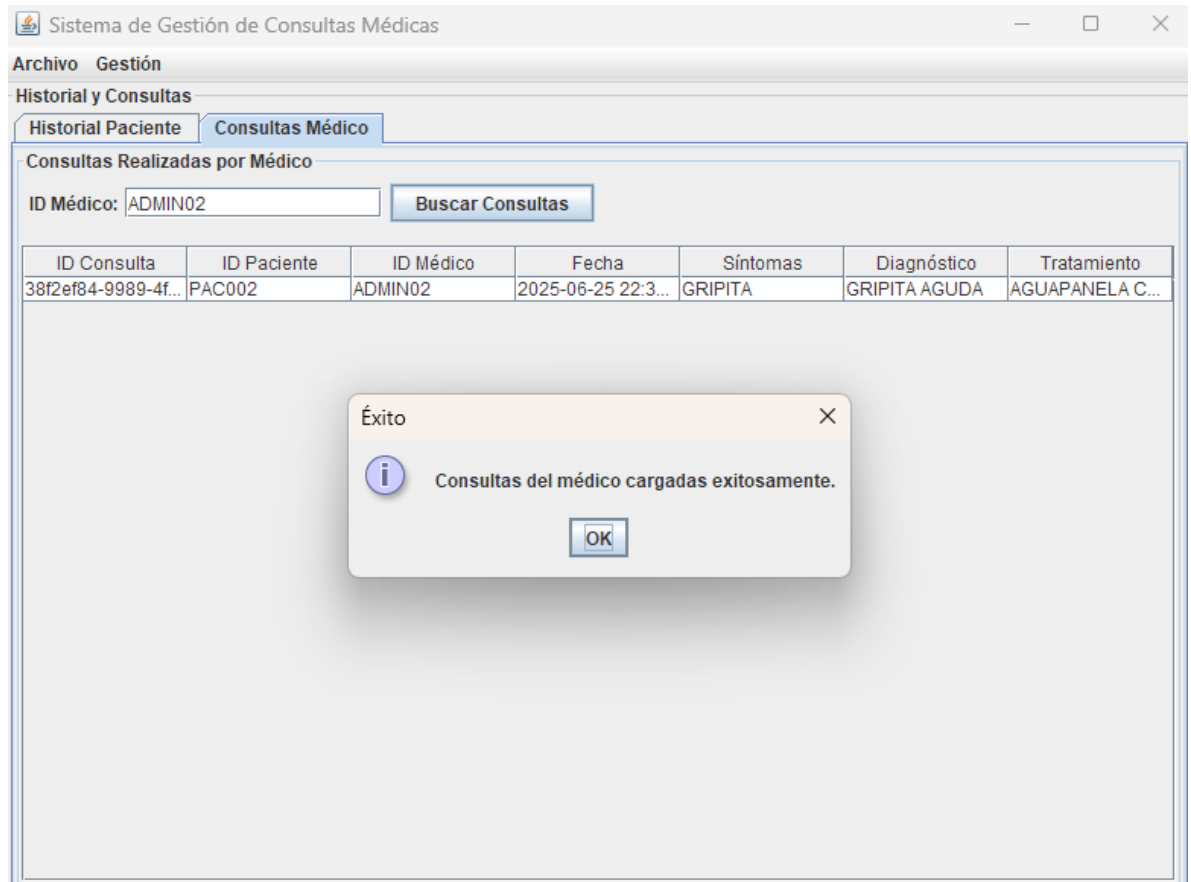 Sistema de Gestión de Consultas Médicas
Archivo Gestión
Historial y Consultas
Historial Paciente Consultas Médico
Consultas Realizadas por Médico
ID Médico: ADMIN02 Buscar Consultas
ID Consulta ID Paciente ID Médico Fecha Síntomas Diagnóstico Tratamiento
38f2ef84-9989-4f... PAC002 ADMIN02 2025-06-25 22:3... GRIPITA GRIPITA AGUDA AGUAPANELA C...
Éxito
Consultas del médico cargadas exitosamente.
OK